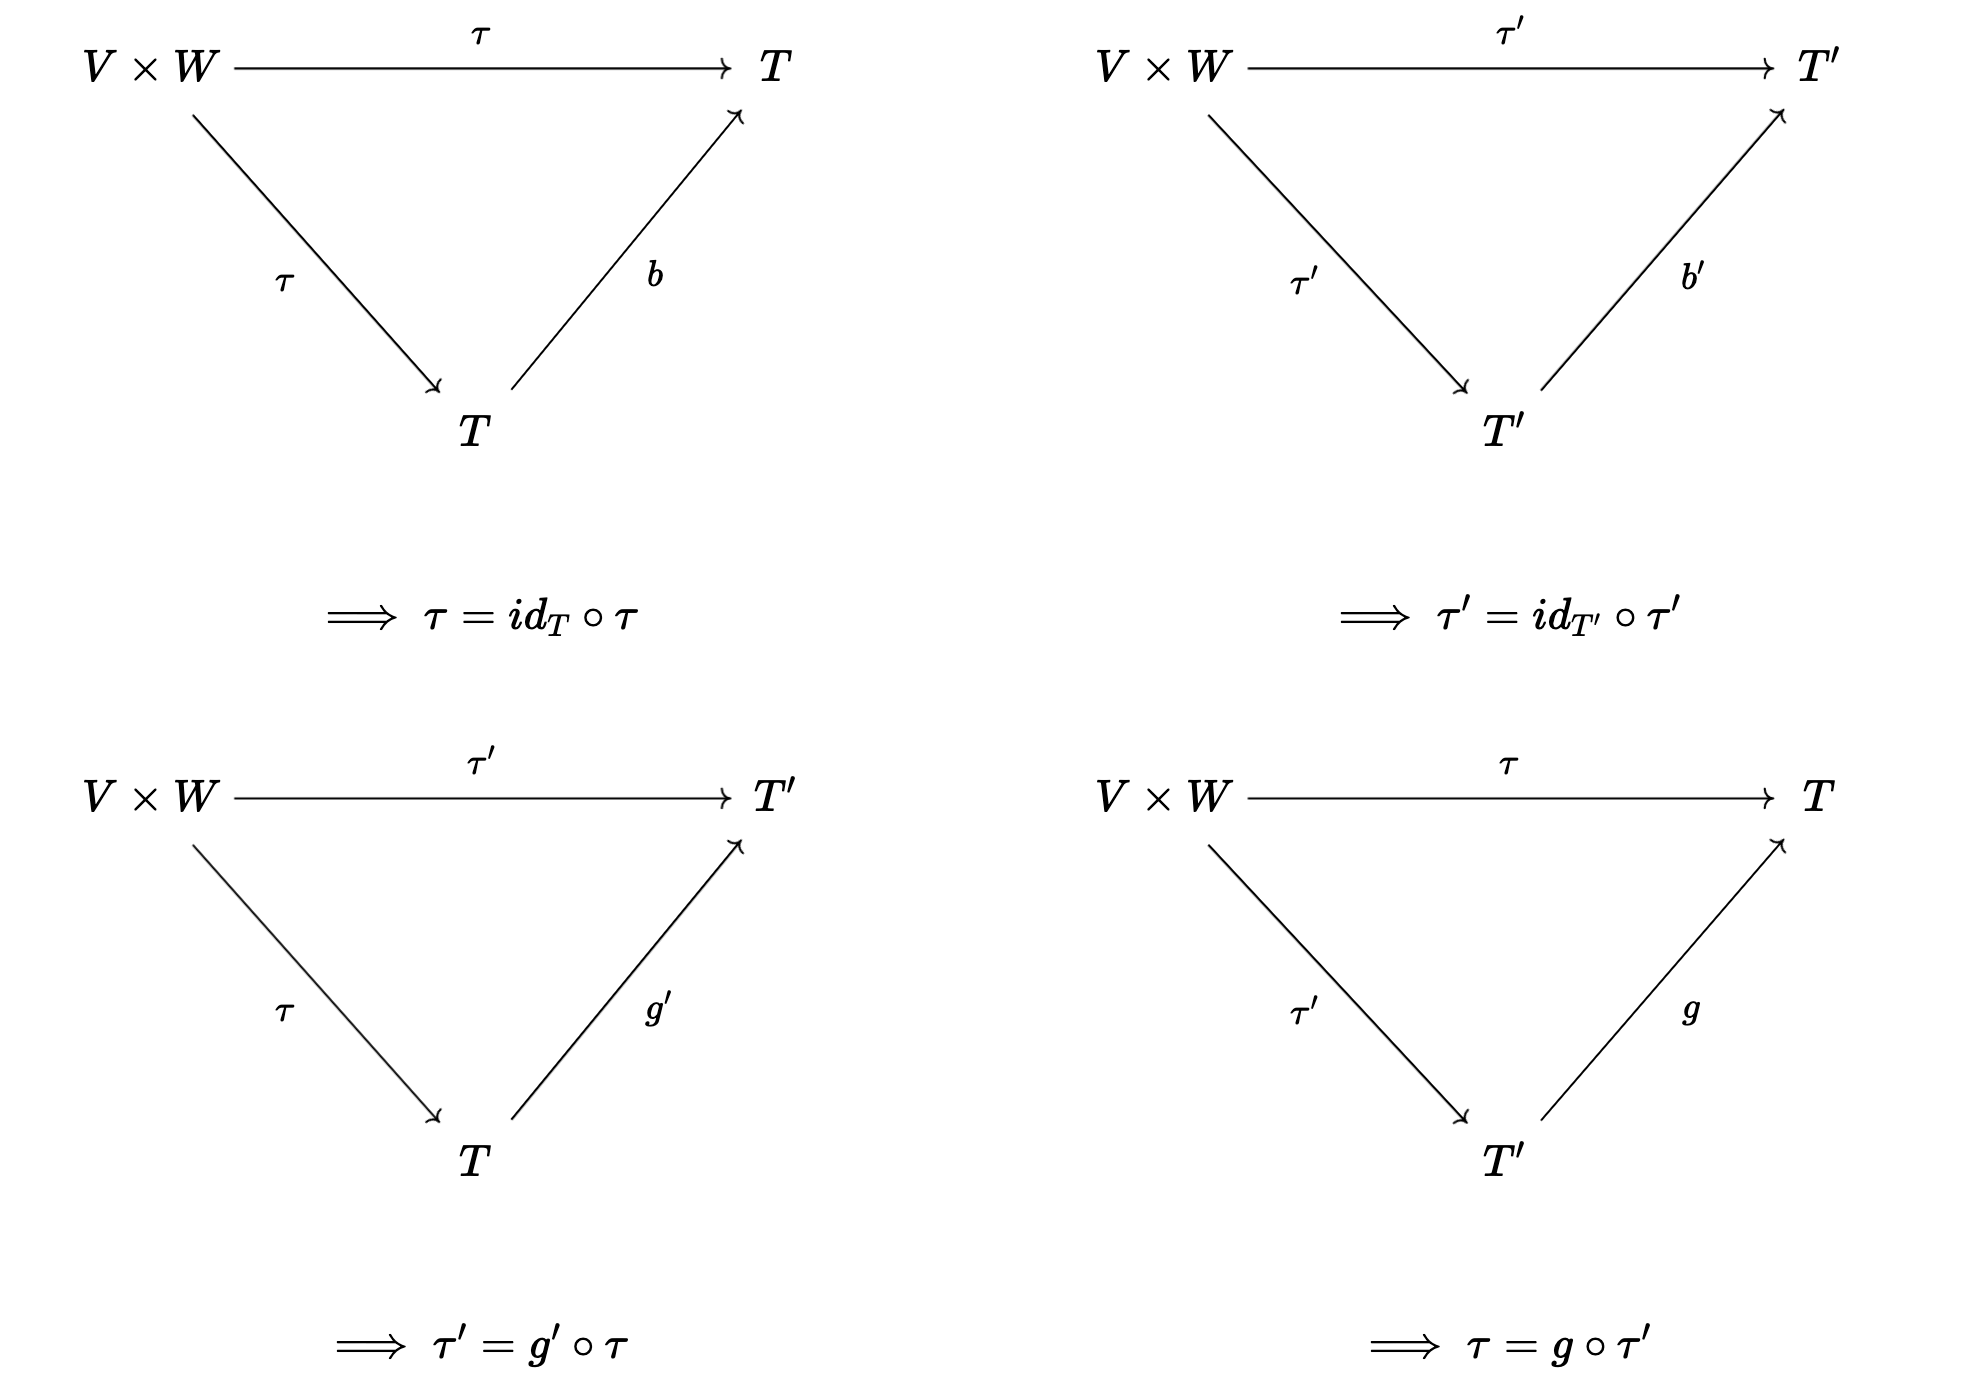 τ τ′
V × W T V × W T′
τ b τ′ b′
T T′
⟹ τ = id_T ∘ τ ⟹ τ′ = id_{T′} ∘ τ′
τ′ τ
V × W T′ V × W T
τ g′ τ′ g
T T′
⟹ τ′ = g′ ∘ τ ⟹ τ = g ∘ τ′